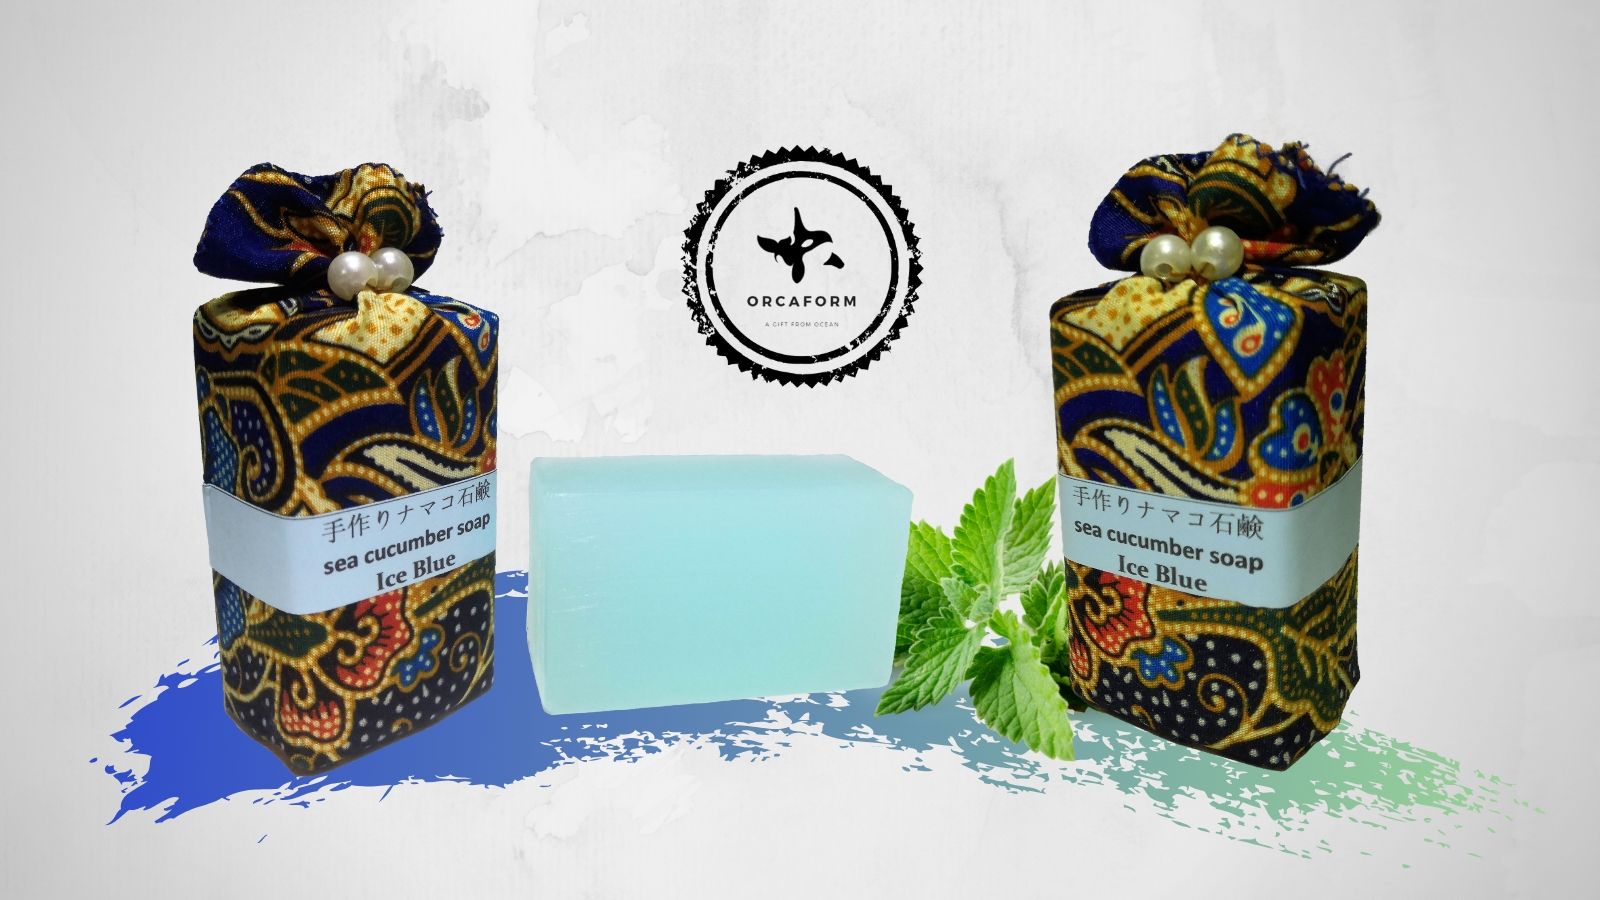 ORCAFORM
A GIFT FROM OCEAN
手作りナマコ石鹸
sea cucumber soap
Ice Blue
手作りナマコ石鹸
sea cucumber soap
Ice Blue